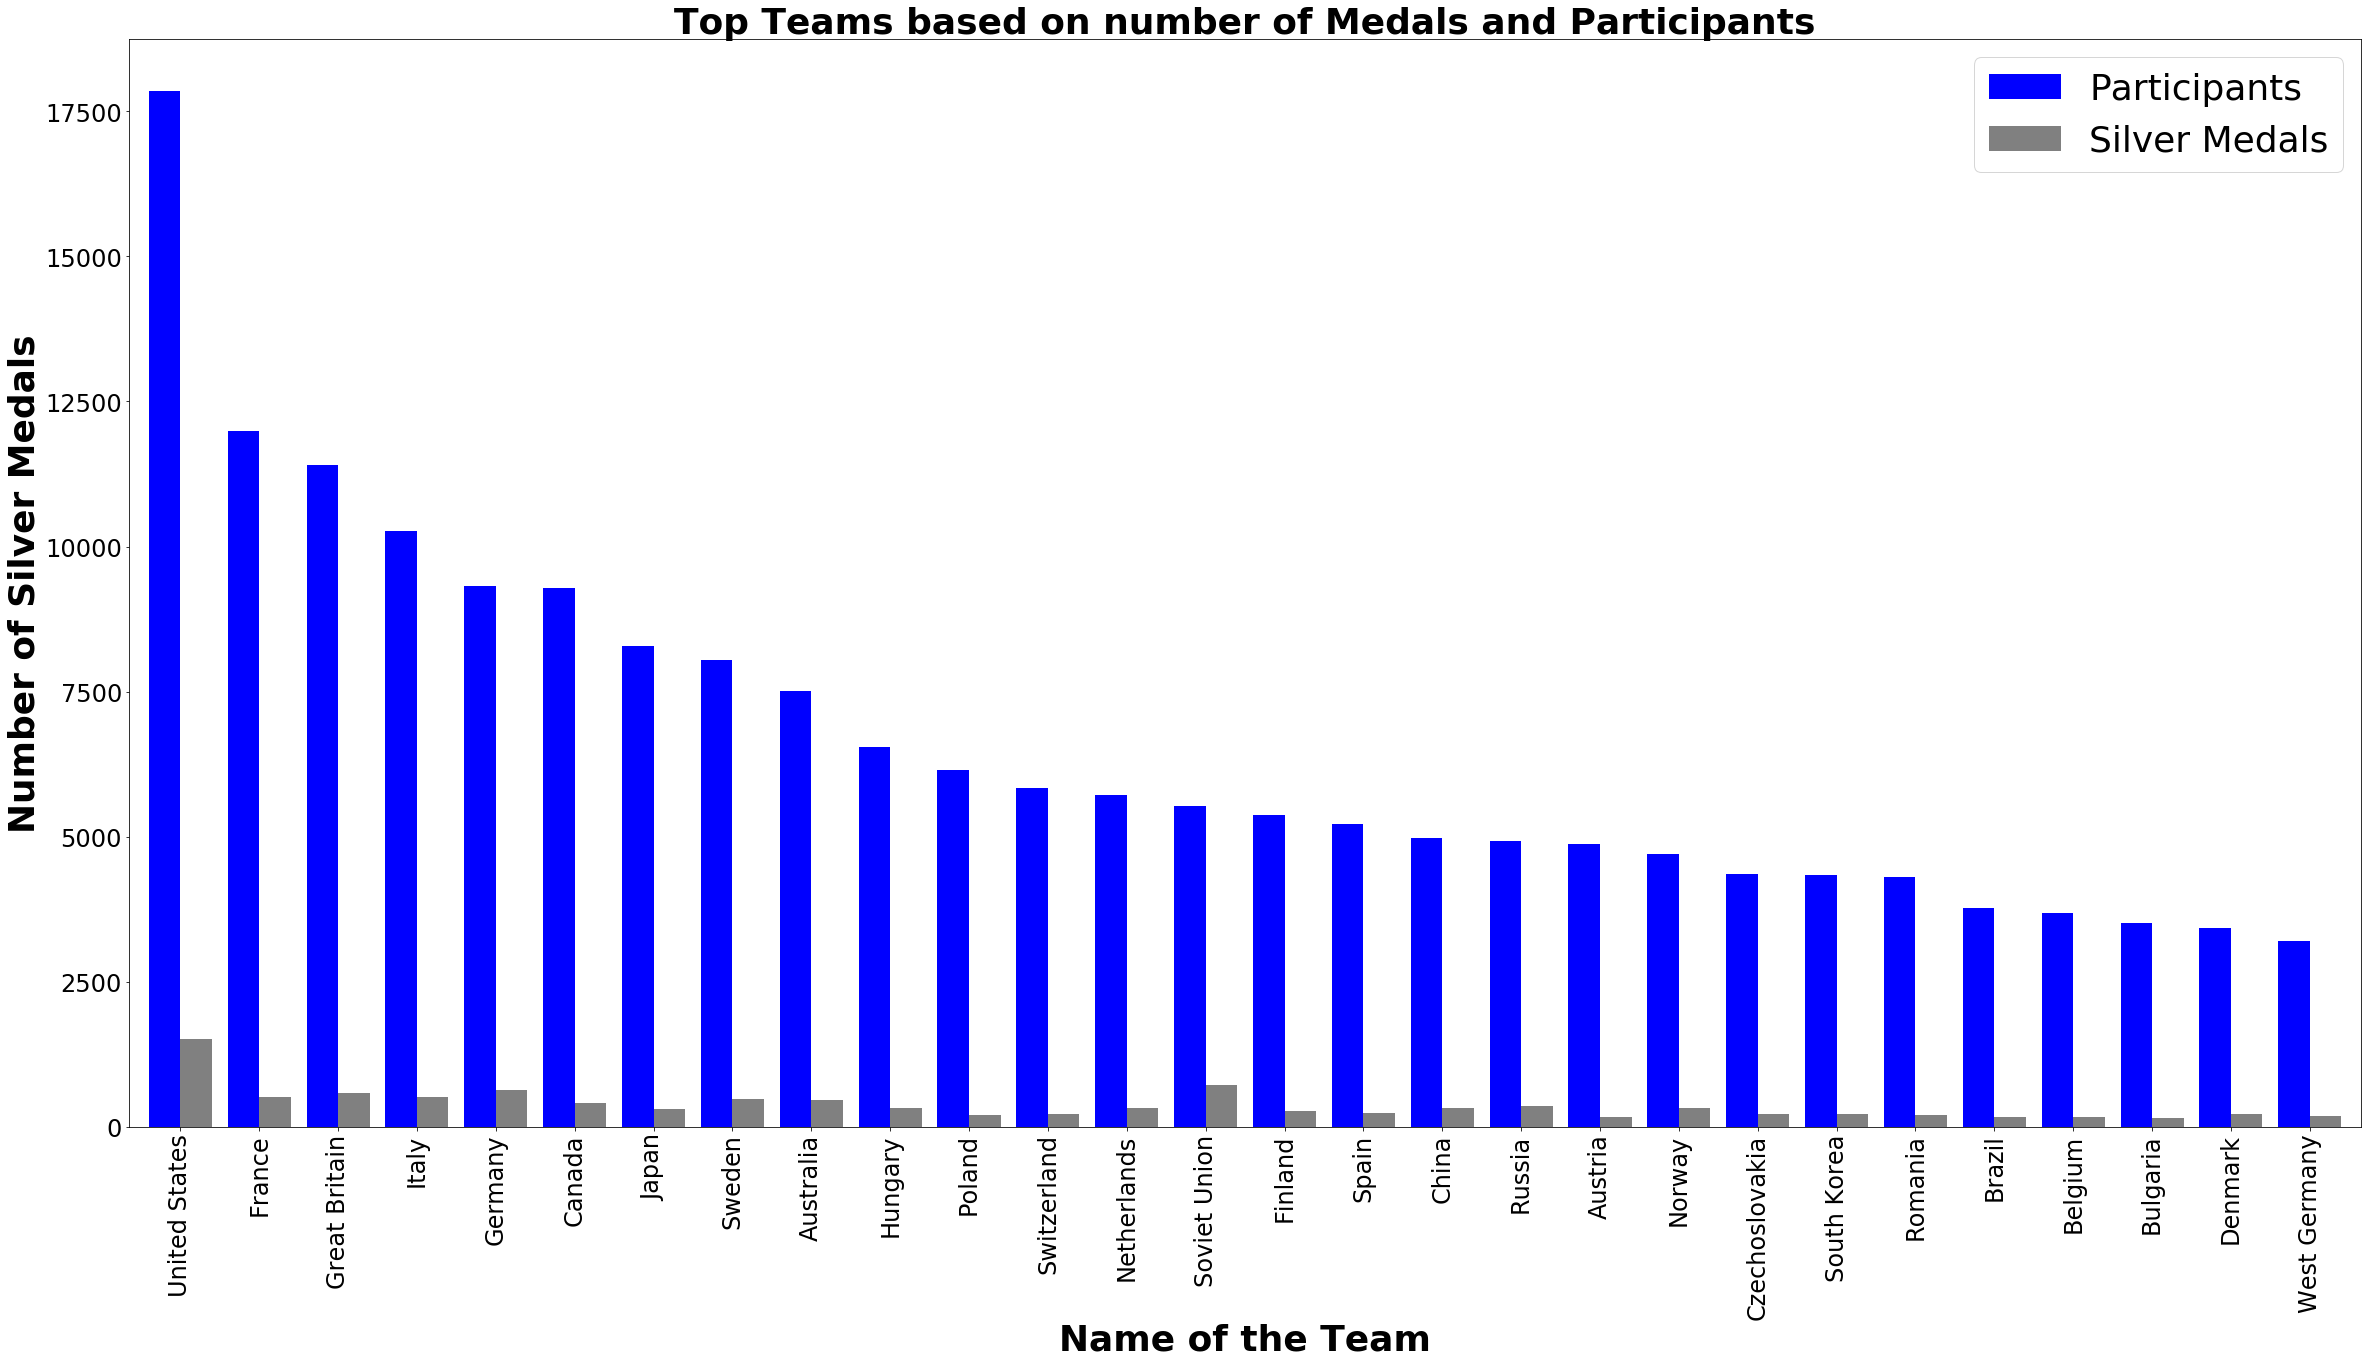 Top Teams based on number of Medals and Participants
Participants
Silver Medals
Number of Silver Medals
17500
15000
12500
10000
7500
5000
2500
0
United States
France
Great Britain
Italy
Germany
Canada
Japan
Sweden
Australia
Hungary
Poland
Switzerland
Netherlands
Soviet Union
Finland
Spain
China
Russia
Austria
Norway
Czechoslovakia
South Korea
Romania
Brazil
Belgium
Bulgaria
Denmark
West Germany
Name of the Team